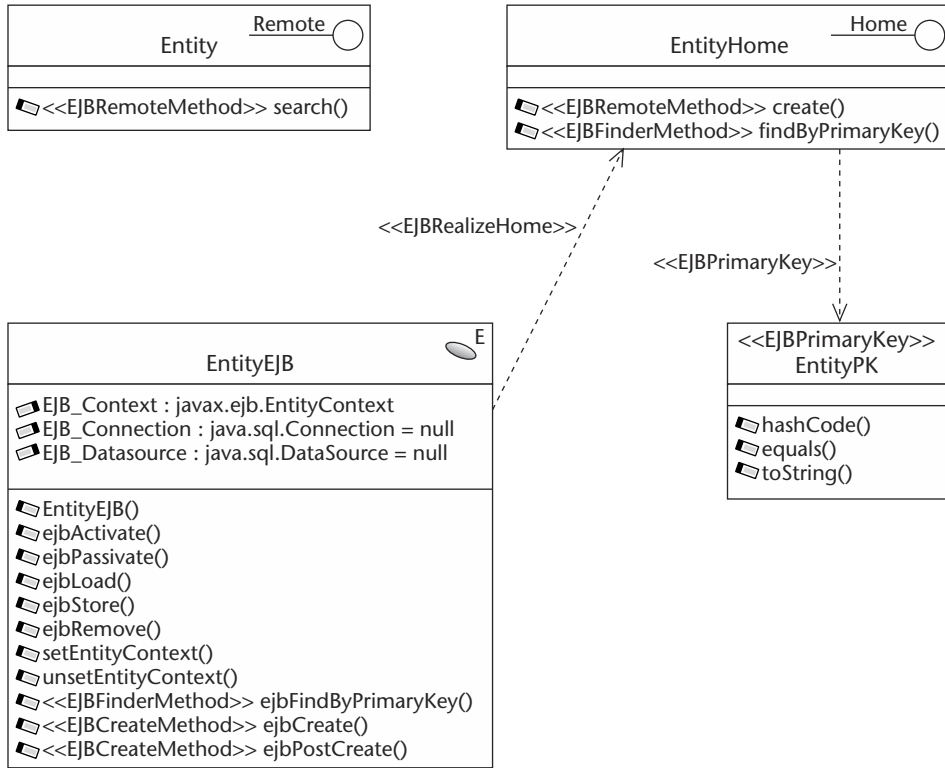 Remote
Entity
<<EJBRemoteMethod>> search()
Home
EntityHome
<<EJBRemoteMethod>> create()
<<EJBFinderMethod>> findByPrimaryKey()
<<EJBRealizeHome>>
<<EJBPrimaryKey>>
E
EntityEJB
EJB_Context : javax.ejb.EntityContext
EJB_Connection : java.sql.Connection = null
EJB_Datasource : java.sql.DataSource = null
EntityEJB()
ejbActivate()
ejbPassivate()
ejbLoad()
ejbStore()
ejbRemove()
setEntityContext()
unsetEntityContext()
<<EJBFinderMethod>> ejbFindByPrimaryKey()
<<EJBCreateMethod>> ejbCreate()
<<EJBCreateMethod>> ejbPostCreate()
<<EJBPrimaryKey>>
EntityPK
hashCode()
equals()
toString()